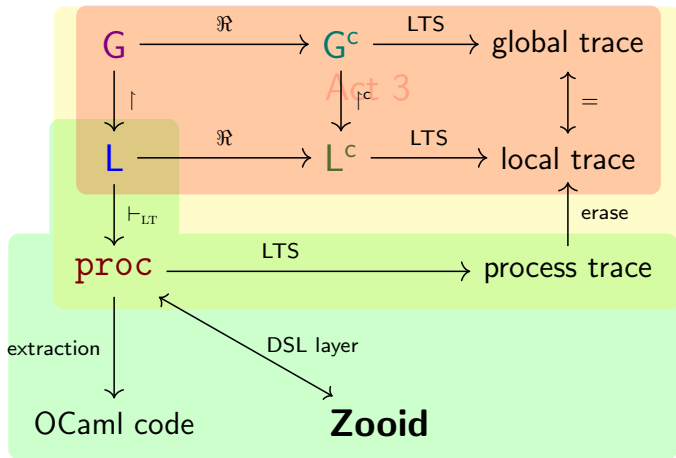 G ℜ Gᶜ LTS global trace
Act 3
↾ ↾ᶜ =
L ℜ Lᶜ LTS local trace
⊢LT erase
proc LTS process trace
extraction DSL layer
OCaml code Zooid